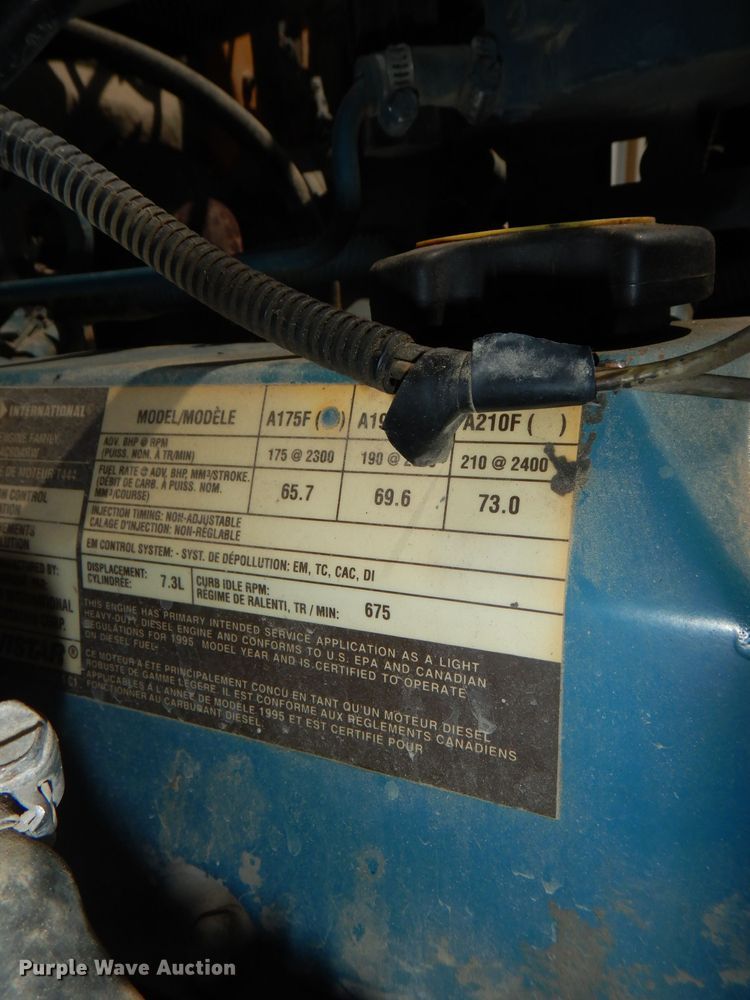 INTERNATIONAL
MODEL/MODÈLE A175F ( ) A19 A210F ( )
ADV. BHP @ RPM
(PUISS. NOM. À TR/MIN) 175 @ 2300 190 @ 210 @ 2400
FUEL RATE @ ADV. BHP, MM³/STROKE.
(DÉBIT DE CARB. À PUISS. NOM.
MM³/COURSE) 65.7 69.6 73.0
INJECTION TIMING: NON-ADJUSTABLE
CALAGE D'INJECTION: NON-RÉGLABLE
EM CONTROL SYSTEM: - SYST. DE DÉPOLLUTION: EM, TC, CAC, DI
DISPLACEMENT:
CYLINDRÉE: 7.3L
CURB IDLE RPM:
RÉGIME DE RALENTI, TR / MIN: 675
THIS ENGINE HAS PRIMARY INTENDED SERVICE APPLICATION AS A LIGHT
HEAVY-DUTY DIESEL ENGINE AND CONFORMS TO U.S. EPA AND CANADIAN
REGULATIONS FOR 1995 MODEL YEAR AND IS CERTIFIED TO OPERATE
ON DIESEL FUEL.
CE MOTEUR A ETE PRINCIPALEMENT CONCU EN TANT QU'UN MOTEUR DIESEL
ROBUSTE DE GAMME LÉGÈRE. IL EST CONFORME AUX REGLEMENTS CANADIENS
APPLICABLES A L'ANNÉE DE MODÈLE 1995 ET EST CERTIFIÉ POUR
FONCTIONNER AU CARBURANT DIESEL.
DE MOTEUR T444
CONTROL
CORP.
Purple Wave Auction